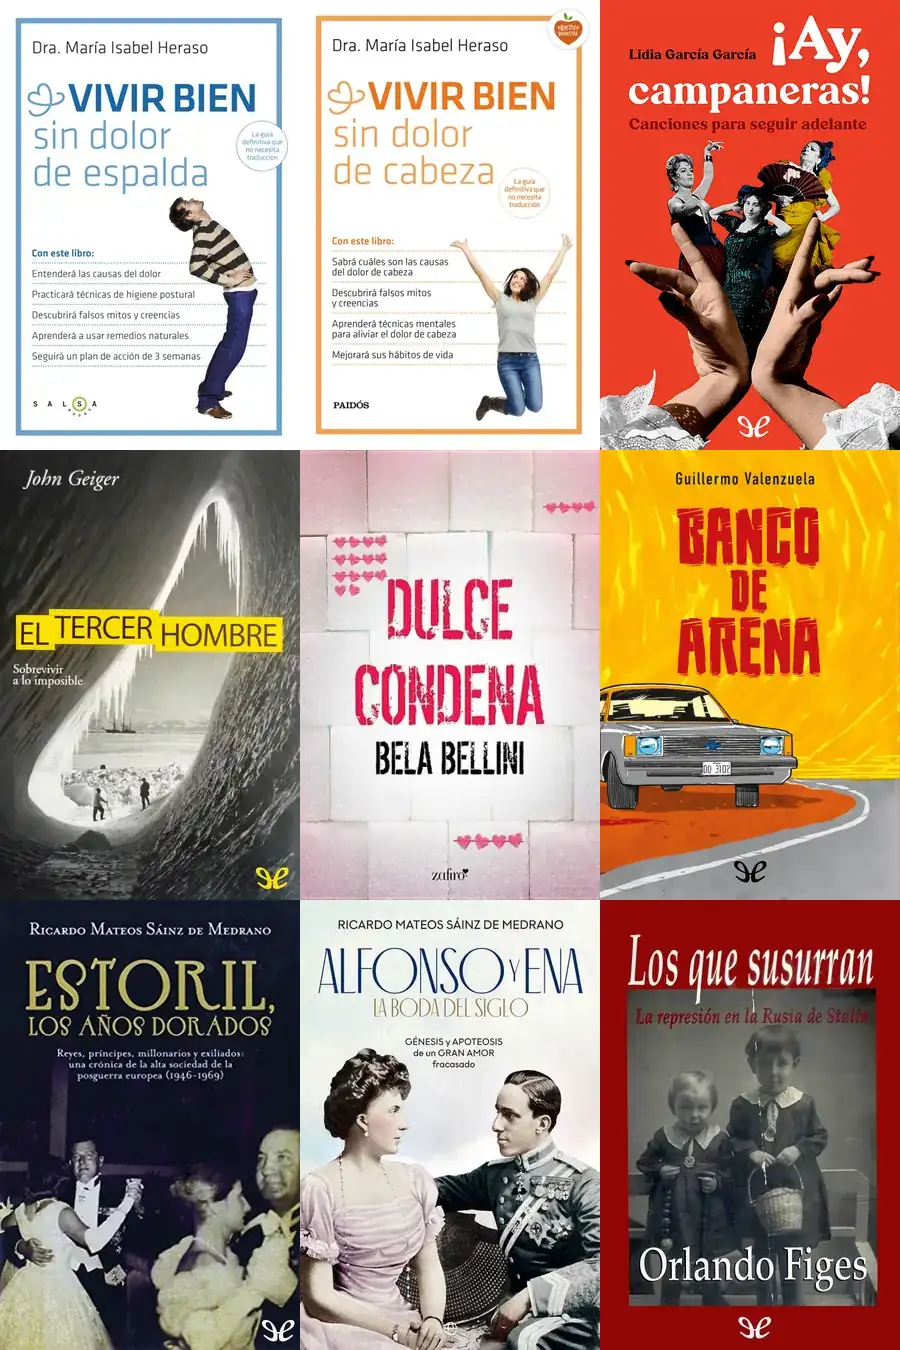 Dra. María Isabel Heraso
VIVIR BIEN
sin dolor
de espalda
La guía
definitiva que
no necesita
traducción
Con este libro:
Entenderá las causas del dolor
Practicará técnicas de higiene postural
Descubrirá falsos mitos y creencias
Aprenderá a usar remedios naturales
Seguirá un plan de acción de 3 semanas
SALSA
Dra. María Isabel Heraso
VIVIR BIEN
sin dolor
de cabeza
La guía
definitiva que
no necesita
traducción
Con este libro:
Sabrá cuáles son las causas
del dolor de cabeza
Descubrirá falsos mitos
y creencias
Aprenderá técnicas mentales
para aliviar el dolor de cabeza
Mejorará sus hábitos de vida
PAIDÓS
Lidia García García
¡Ay,
campaneras!
Canciones para seguir adelante
John Geiger
EL TERCER HOMBRE
Sobrevivir
a lo imposible
DULCE
CONDENA
BELA BELLINI
zafiro
Guillermo Valenzuela
BANCO
DE
ARENA
Ricardo Mateos Sáinz de Medrano
ESTORIL,
LOS AÑOS DORADOS
Reyes, príncipes, millonarios y exiliados:
una crónica de la alta sociedad de la
posguerra europea (1946-1969)
RICARDO MATEOS SÁINZ DE MEDRANO
ALFONSO Y ENA
LA BODA DEL SIGLO
GÉNESIS y APOTEOSIS
de un GRAN AMOR
fracasado
Los que susurran
La represión en la Rusia de Stalin
Orlando Figes